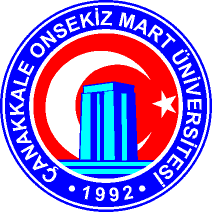 ÇANAKKALE ONSEKİZ MART ÜNİVERSİTESİ
• 1992 •